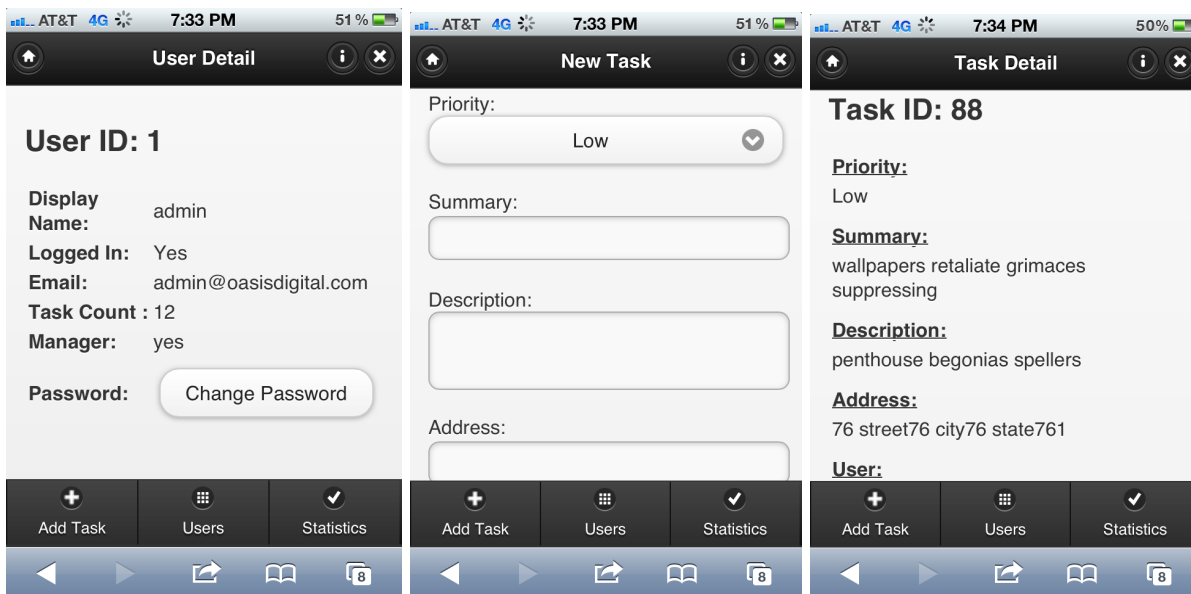 AT&T 4G 7:33 PM 51%
User Detail
User ID: 1
Display
Name: admin
Logged In: Yes
Email: admin@oasisdigital.com
Task Count : 12
Manager: yes
Password: Change Password
Add Task Users Statistics
8
AT&T 4G 7:33 PM 51%
New Task
Priority:
Low
Summary:
Description:
Address:
Add Task Users Statistics
8
AT&T 4G 7:34 PM 50%
Task Detail
Task ID: 88
Priority:
Low
Summary:
wallpapers retaliate grimaces
suppressing
Description:
penthouse begonias spellers
Address:
76 street76 city76 state761
User:
Add Task Users Statistics
8